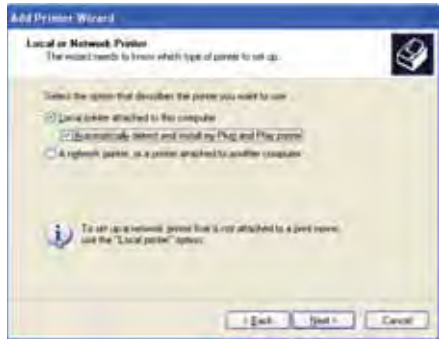 Add Printer Wizard
Local or Network Printer
The wizard needs to know which type of printer to set up.
Select the option that describes the printer you want to use:
Local printer attached to this computer
Automatically detect and install my Plug and Play printer
A network printer, or a printer attached to another computer
To set up a network printer that is not attached to a print server,
use the "Local printer" option.
< Back
Next >
Cancel